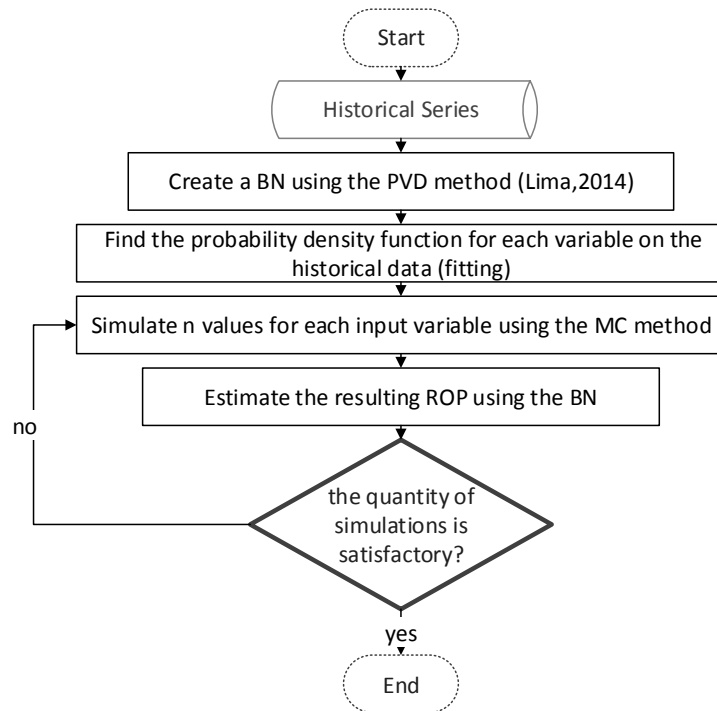 Start
Historical Series
Create a BN using the PVD method (Lima,2014)
Find the probability density function for each variable on the
historical data (fitting)
Simulate n values for each input variable using the MC method
Estimate the resulting ROP using the BN
no
the quantity of
simulations is
satisfactory?
yes
End